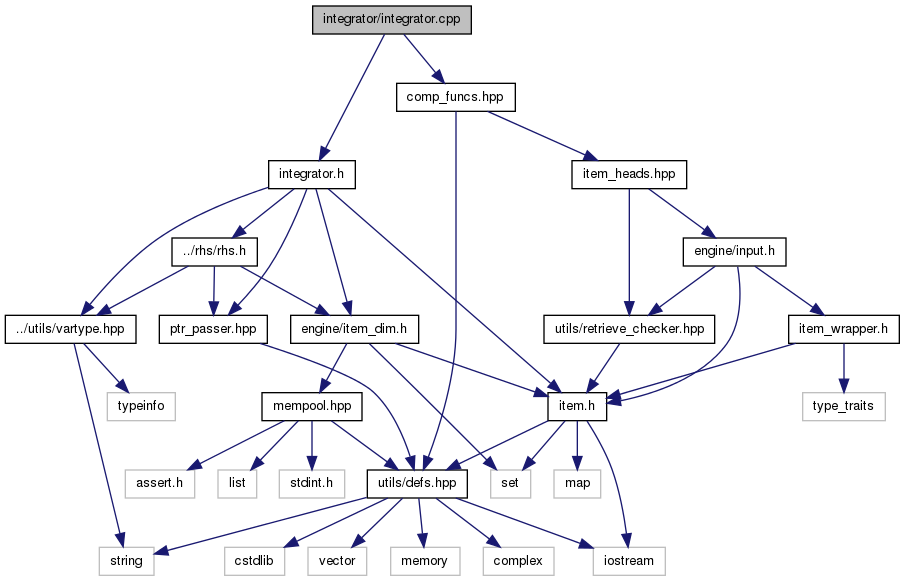 integrator/integrator.cpp
comp_funcs.hpp
integrator.h
item_heads.hpp
../rhs/rhs.h
engine/input.h
../utils/vartype.hpp
ptr_passer.hpp
engine/item_dim.h
utils/retrieve_checker.hpp
item_wrapper.h
typeinfo
mempool.hpp
item.h
type_traits
assert.h
list
stdint.h
utils/defs.hpp
set
map
string
cstdlib
vector
memory
complex
iostream